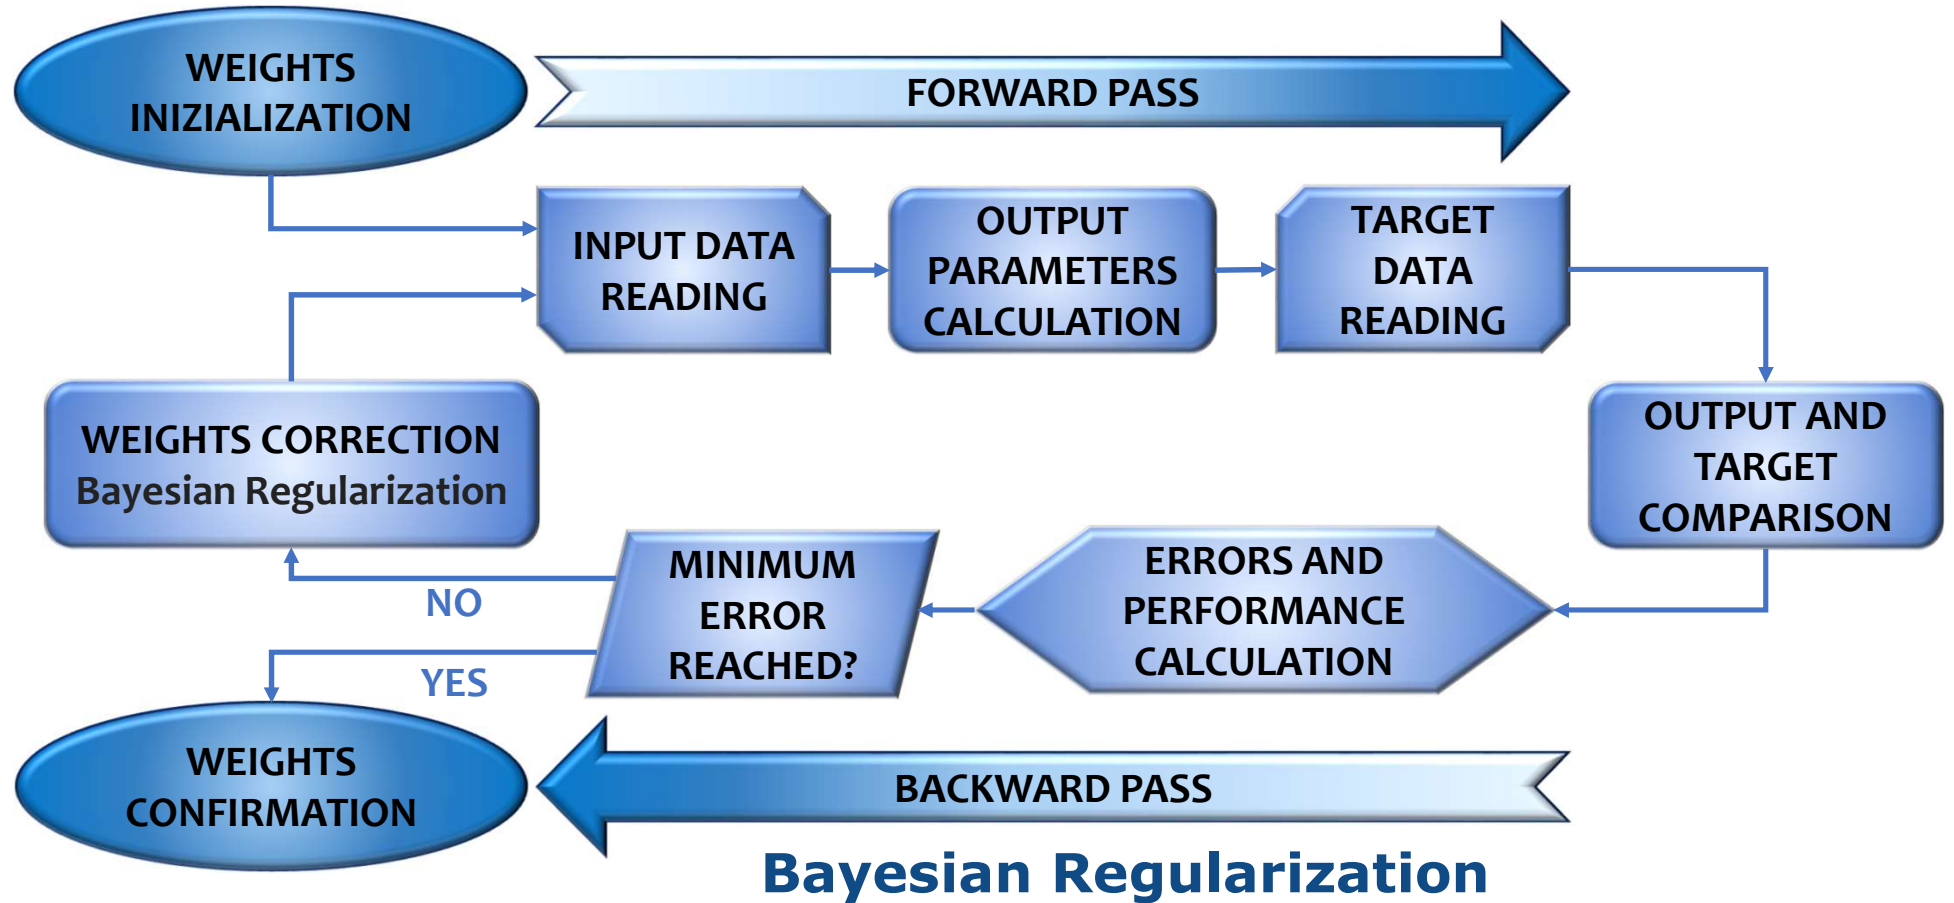 WEIGHTS
INIZIALIZATION
FORWARD PASS
INPUT DATA
READING
OUTPUT
PARAMETERS
CALCULATION
TARGET
DATA
READING
WEIGHTS CORRECTION
Bayesian Regularization
OUTPUT AND
TARGET
COMPARISON
MINIMUM
ERROR
REACHED?
ERRORS AND
PERFORMANCE
CALCULATION
NO
YES
WEIGHTS
CONFIRMATION
BACKWARD PASS
Bayesian Regularization